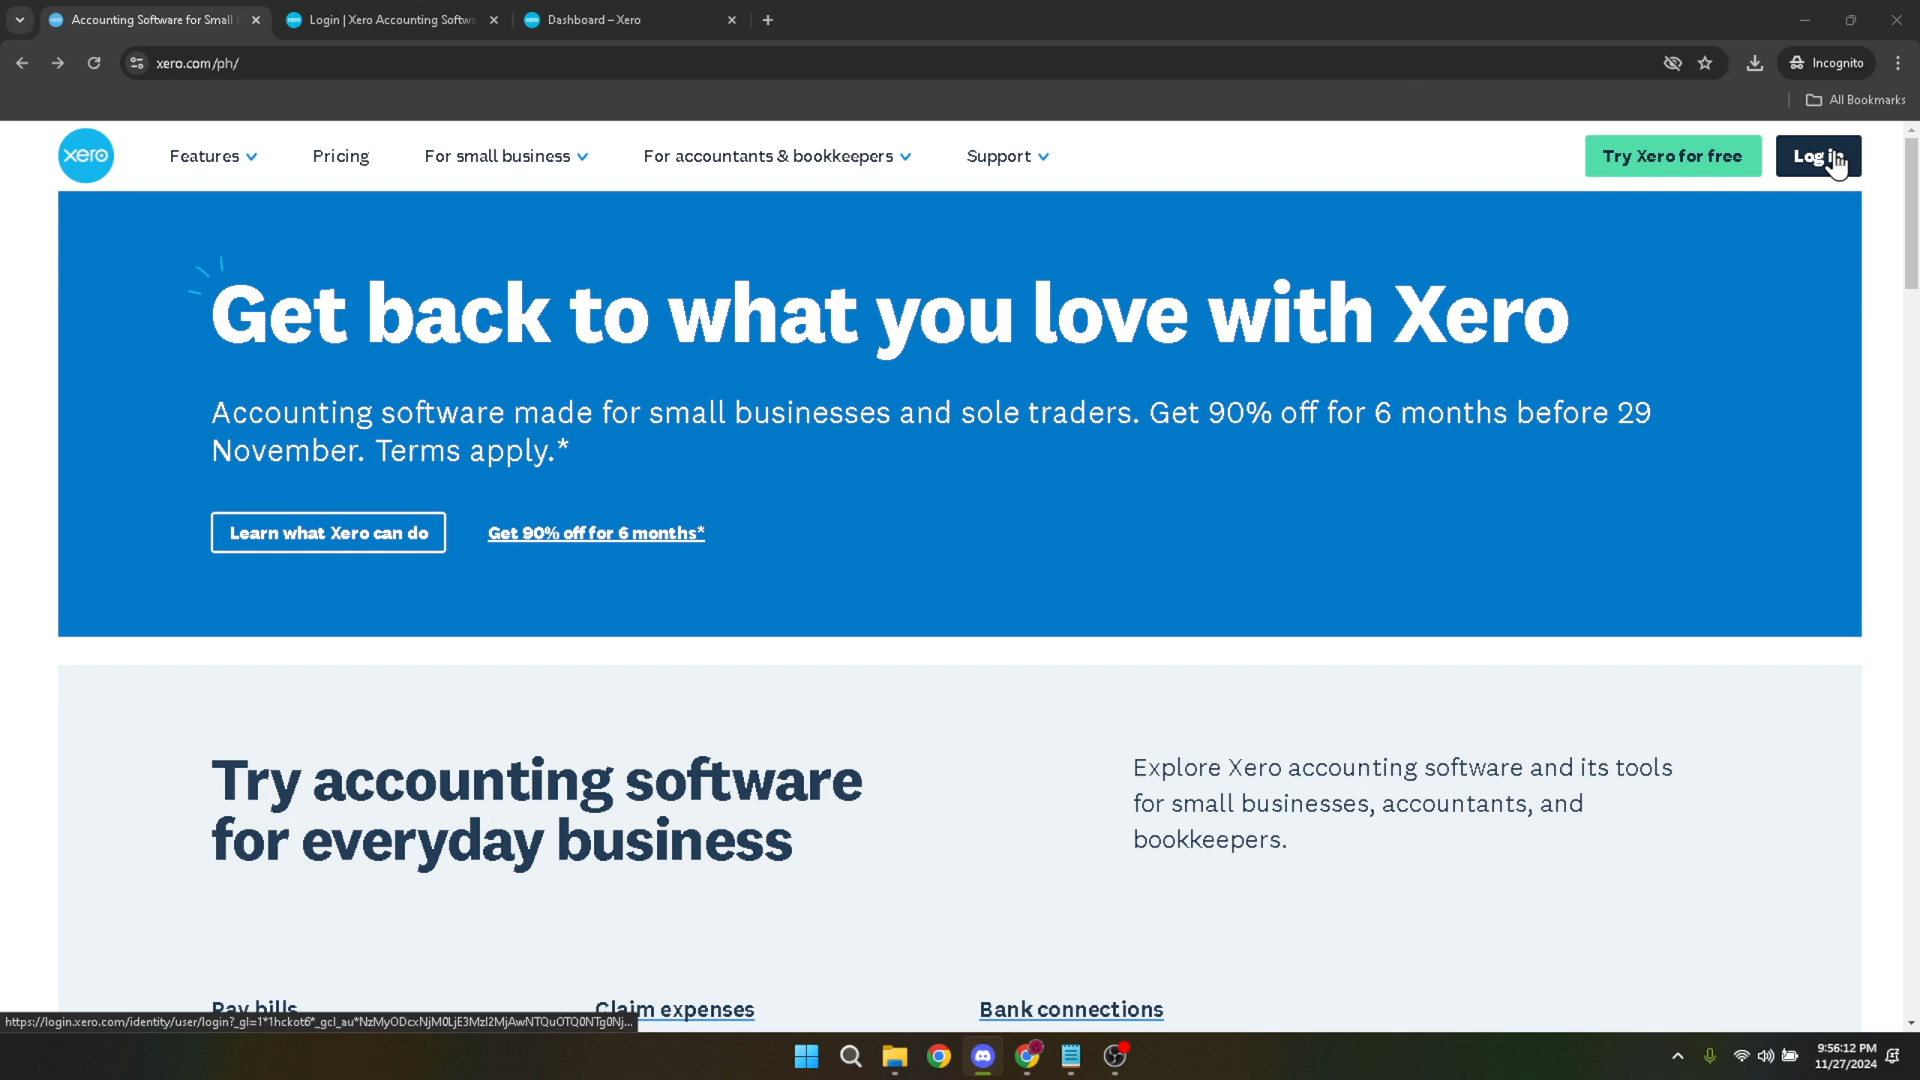 Accounting Software for Small
Login | Xero Accounting Softwa
Dashboard – Xero
xero.com/ph/
Incognito
All Bookmarks
xero
Features
Pricing
For small business
For accountants & bookkeepers
Support
Try Xero for free
Log in
Get back to what you love with Xero
Accounting software made for small businesses and sole traders. Get 90% off for 6 months before 29
November. Terms apply.*
Learn what Xero can do
Get 90% off for 6 months*
Try accounting software
for everyday business
Explore Xero accounting software and its tools
for small businesses, accountants, and
bookkeepers.
Pay bills
Claim expenses
Bank connections
9:56:12 PM
11/27/2024